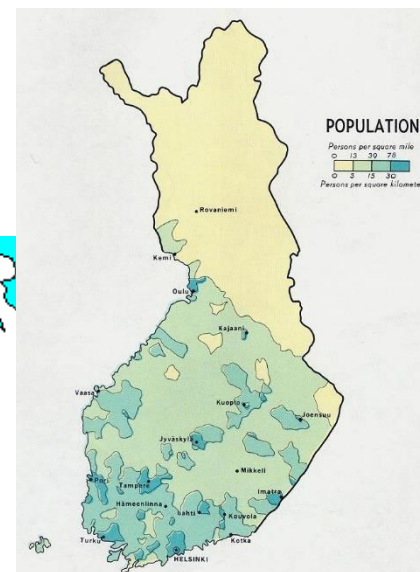 POPULATION
Persons per square mile
0 13 39 78
0 5 15 30
Persons per square kilometer
Rovaniemi
Kemi
Oulu
Kajaani
Vaasa
Kuopio
Joensuu
Jyväskylä
Mikkeli
Pori
Tampere
Imatra
Hämeenlinna
Lahti
Kouvola
Turku
Kotka
HELSINKI